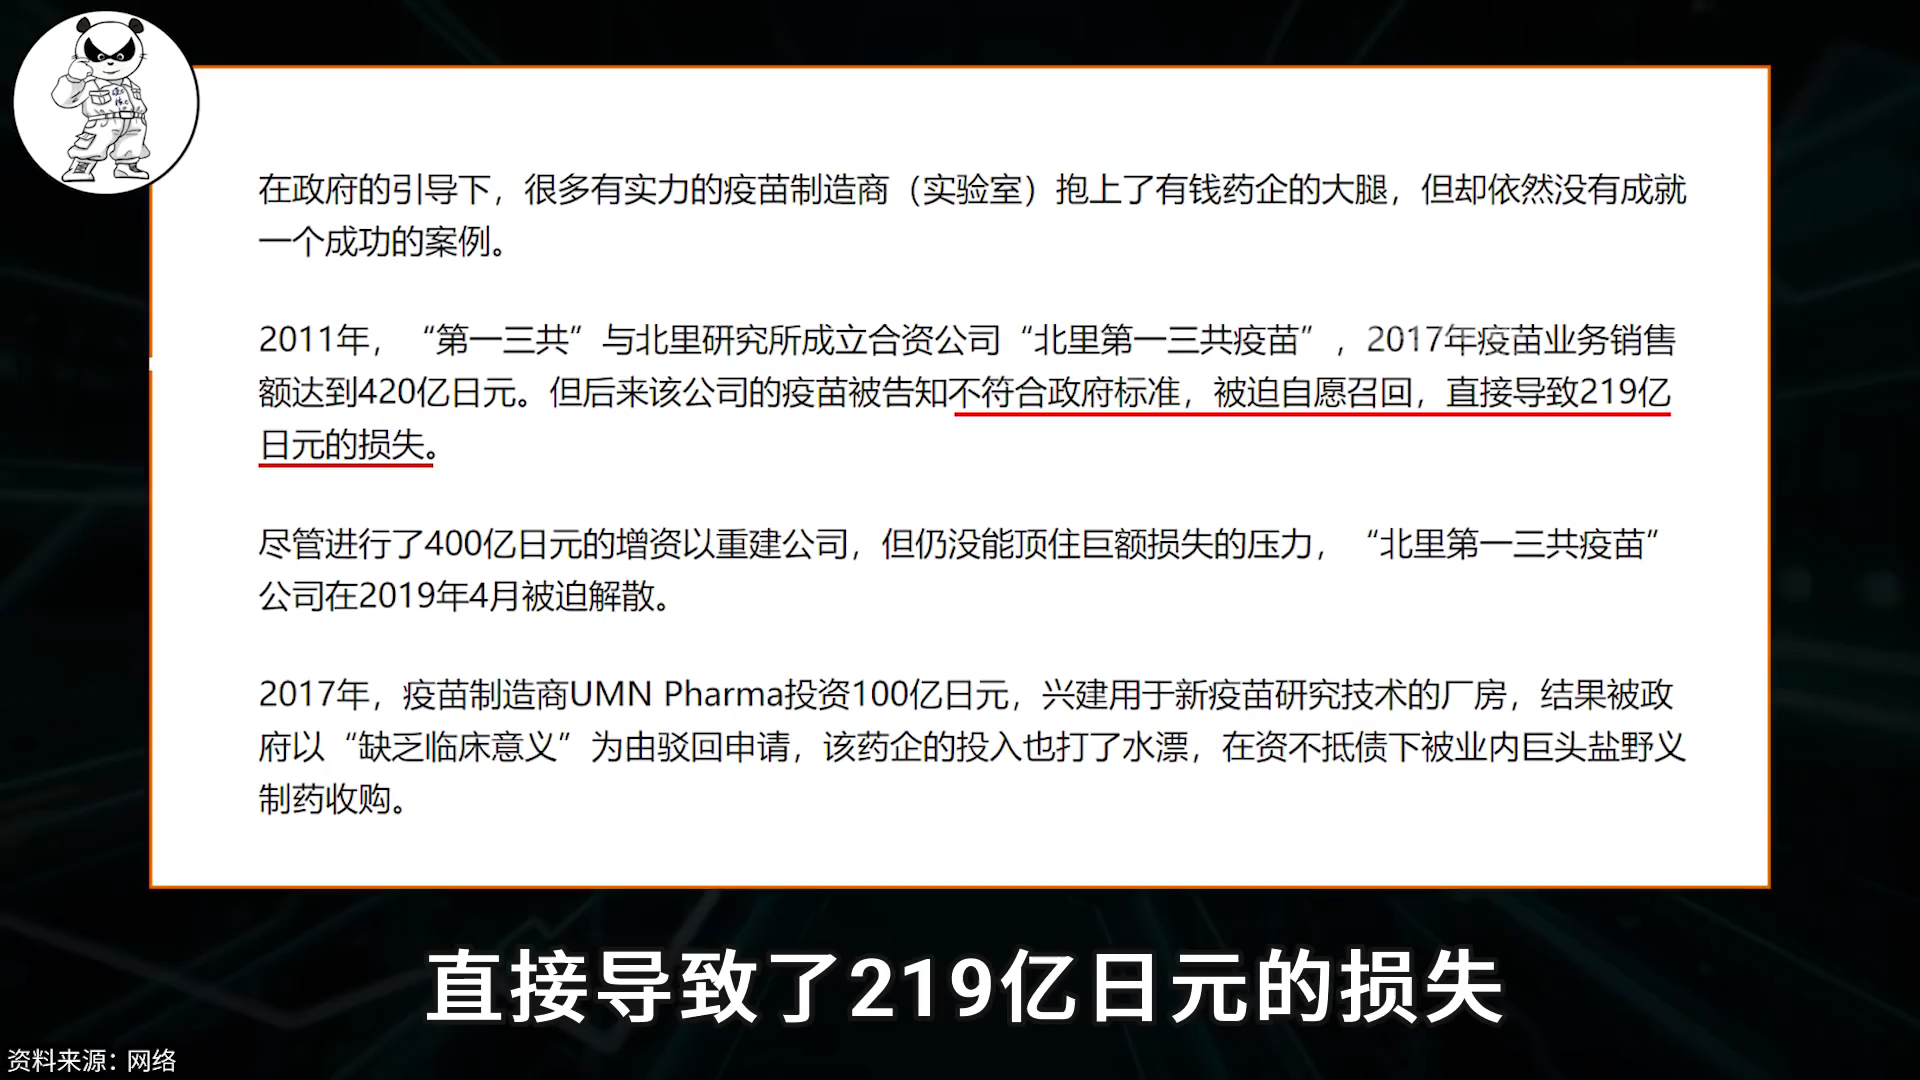 在政府的引导下，很多有实力的疫苗制造商（实验室）抱上了有钱药企的大腿，但却依然没有成就
一个成功的案例。
2011年，“第一三共”与北里研究所成立合资公司“北里第一三共疫苗”，2017年疫苗业务销售
额达到420亿日元。但后来该公司的疫苗被告知不符合政府标准，被迫自愿召回，直接导致219亿
日元的损失。
尽管进行了400亿日元的增资以重建公司，但仍没能顶住巨额损失的压力，“北里第一三共疫苗”
公司在2019年4月被迫解散。
2017年，疫苗制造商UMN Pharma投资100亿日元，兴建用于新疫苗研究技术的厂房，结果被政
府以“缺乏临床意义”为由驳回申请，该药企的投入也打了水漂，在资不抵债下被业内巨头盐野义
制药收购。
直接导致了219亿日元的损失
资料来源：网络